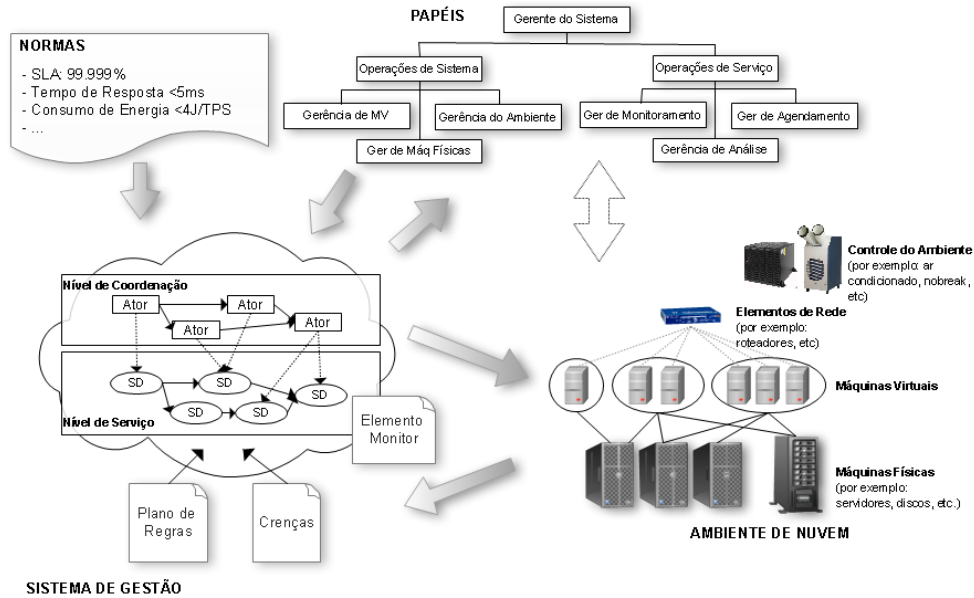 PAPÉIS
Gerente do Sistema
NORMAS
- SLA: 99.999%
- Tempo de Resposta <5ms
- Consumo de Energia <4J/TPS
- ...
Operações de Sistema
Operações de Serviço
Gerência de MV
Gerência do Ambiente
Ger de Máq Físicas
Ger de Monitoramento
Ger de Agendamento
Gerência de Análise
Controle do Ambiente
(por exemplo: ar
condicionado, nobreak,
etc)
Elementos de Rede
(por exemplo:
roteadores, etc)
Máquinas Virtuais
Máquinas Físicas
(por exemplo:
servidores, discos, etc.)
AMBIENTE DE NUVEM
Nível de Coordenação
Ator
Ator
Ator
Ator
SD
SD
SD
SD
SD
Nível de Serviço
Elemento
Monitor
Plano de
Regras
Crenças
SISTEMA DE GESTÃO